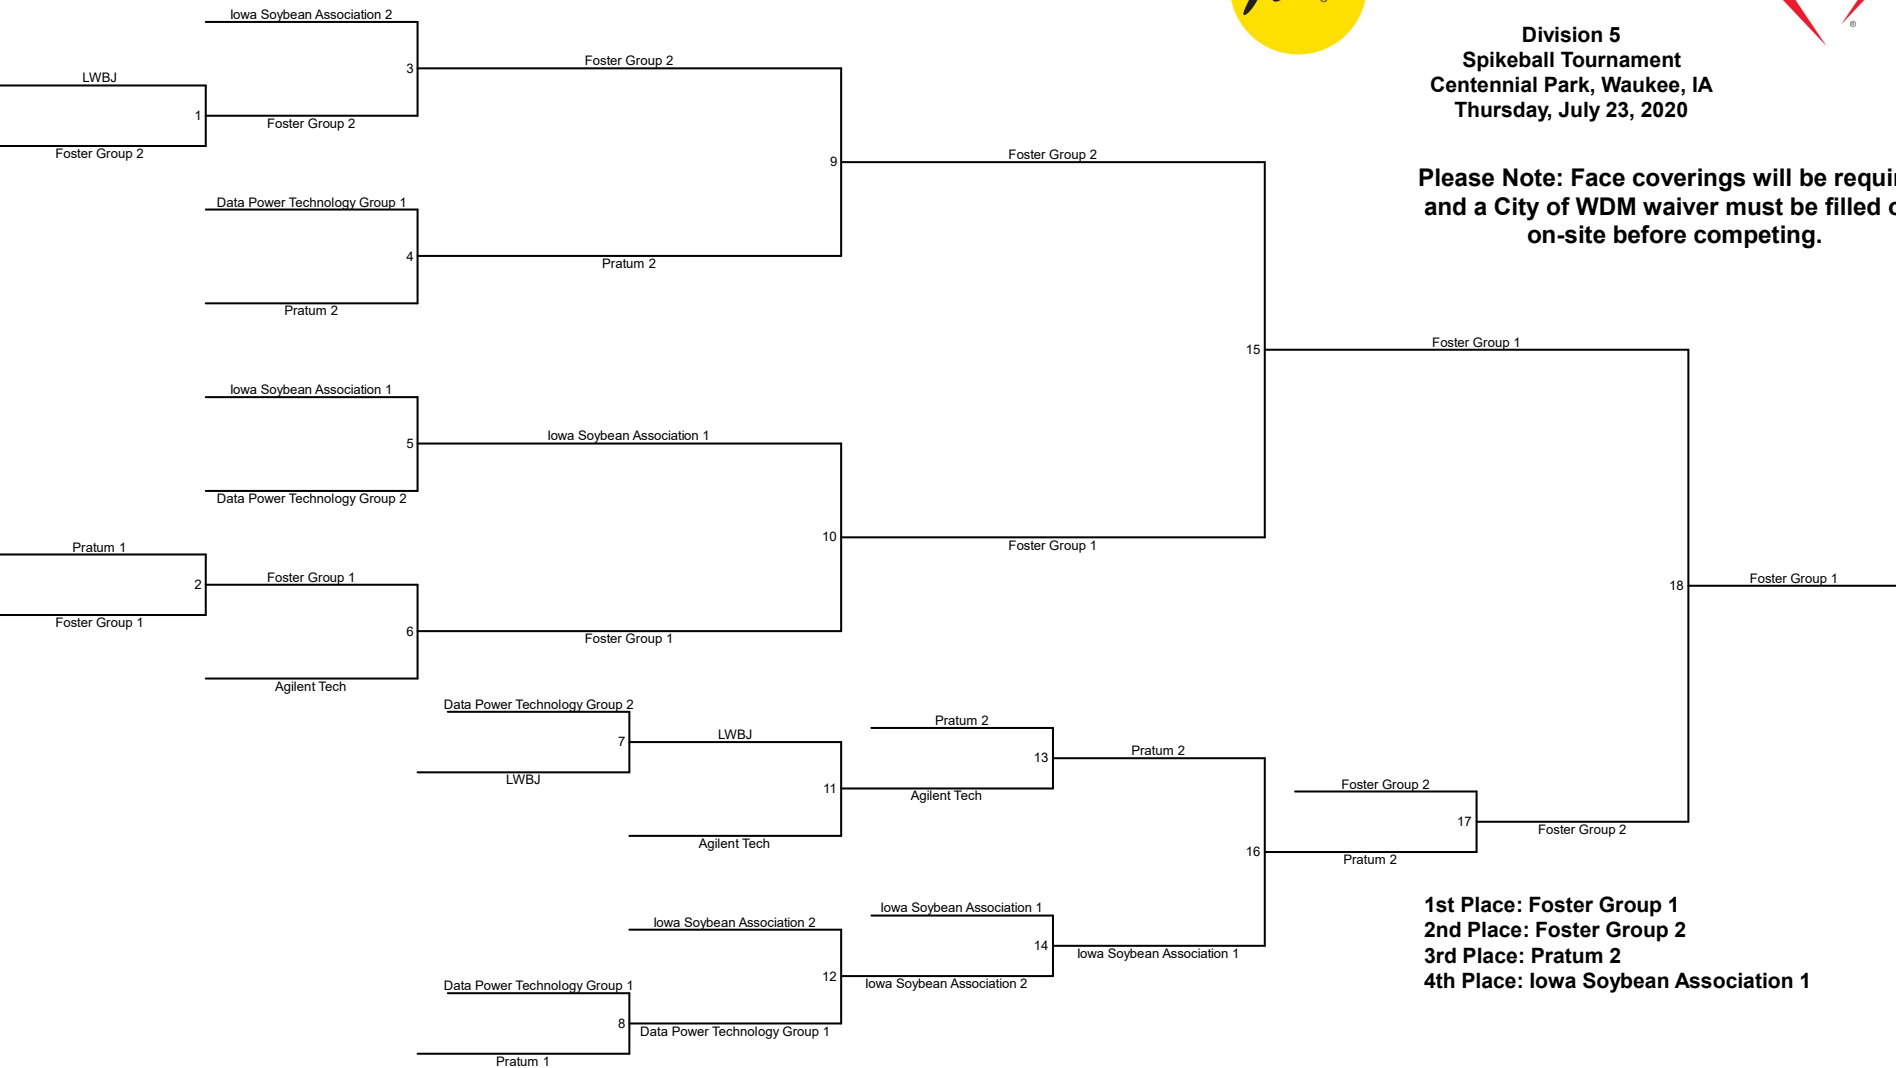 Division 5
Spikeball Tournament
Centennial Park, Waukee, IA
Thursday, July 23, 2020
Please Note: Face coverings will be requir
and a City of WDM waiver must be filled o
on-site before competing.
Iowa Soybean Association 2
LWBJ
3
Foster Group 2
1
Foster Group 2
Foster Group 2
9
Foster Group 2
Data Power Technology Group 1
4
Pratum 2
Pratum 2
15
Foster Group 1
Iowa Soybean Association 1
5
Iowa Soybean Association 1
Data Power Technology Group 2
10
Foster Group 1
Pratum 1
2
Foster Group 1
Foster Group 1
6
Foster Group 1
Agilent Tech
18
Foster Group 1
Data Power Technology Group 2
7
LWBJ
LWBJ
11
Agilent Tech
Agilent Tech
Pratum 2
13
Pratum 2
Foster Group 2
17
Foster Group 2
16
Pratum 2
Iowa Soybean Association 2
Iowa Soybean Association 1
14
Iowa Soybean Association 1
12
Iowa Soybean Association 2
Data Power Technology Group 1
8
Data Power Technology Group 1
Pratum 1
1st Place: Foster Group 1
2nd Place: Foster Group 2
3rd Place: Pratum 2
4th Place: Iowa Soybean Association 1
®